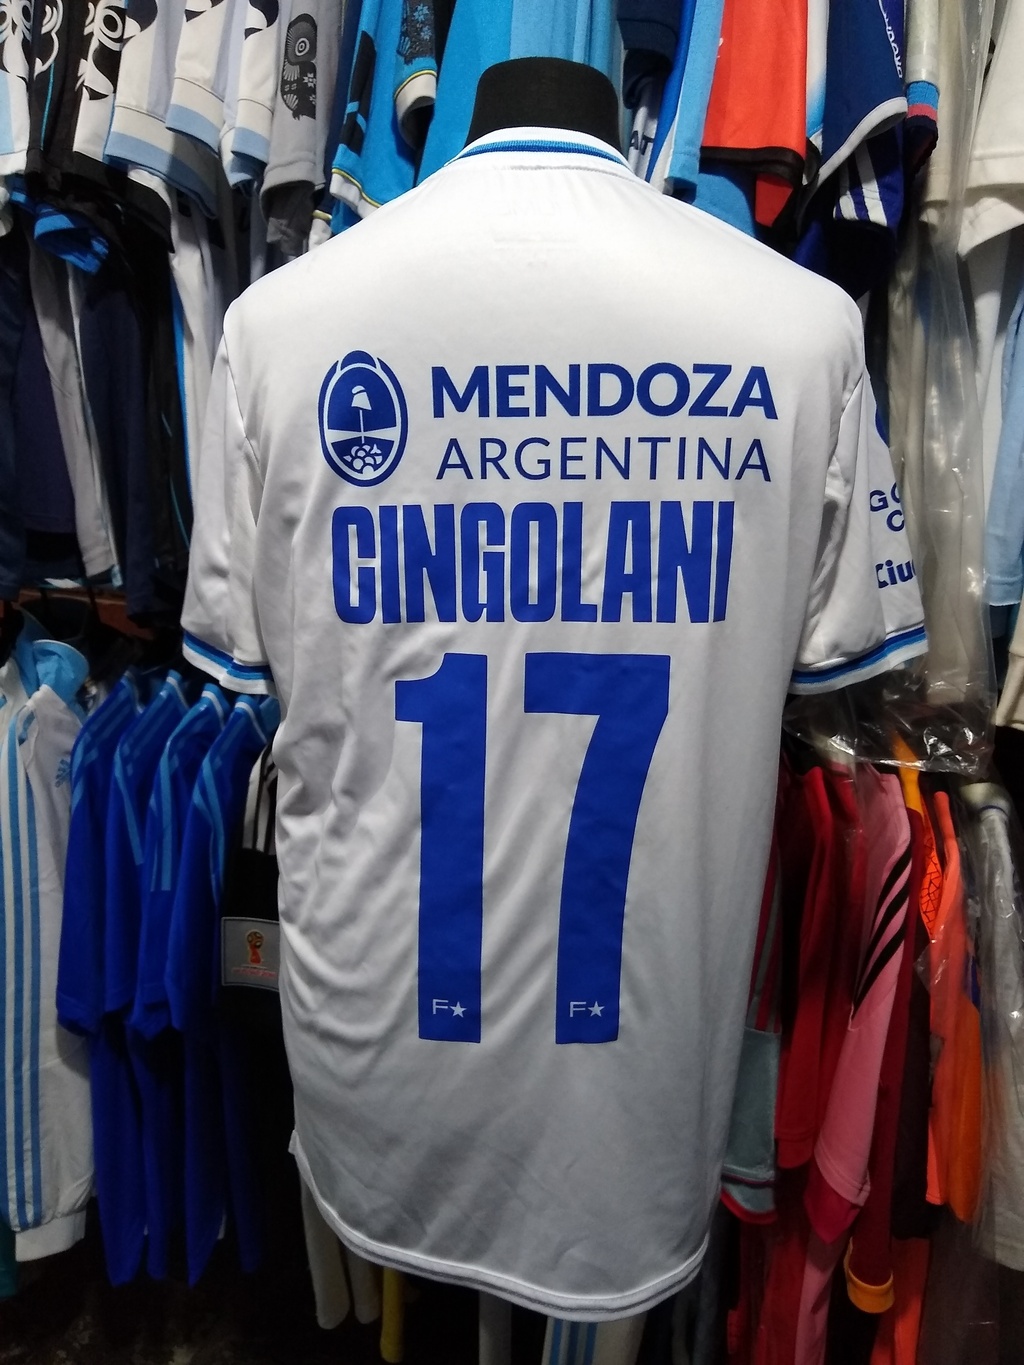 MENDOZA
ARGENTINA
CINGOLANI
17
F★ F★